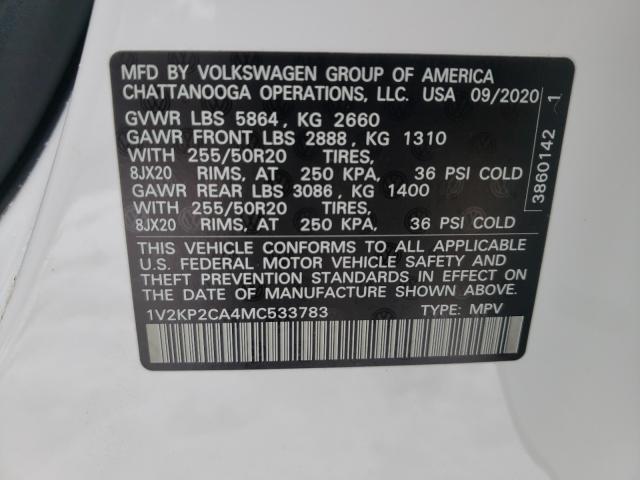 MFD BY VOLKSWAGEN GROUP OF AMERICA
CHATTANOOGA OPERATIONS, LLC. USA 09/2020
GVWR LBS 5864, KG 2660
GAWR FRONT LBS 2888, KG 1310
WITH 255/50R20 TIRES,
8JX20 RIMS, AT 250 KPA, 36 PSI COLD
GAWR REAR LBS 3086, KG 1400
WITH 255/50R20 TIRES,
8JX20 RIMS, AT 250 KPA, 36 PSI COLD
THIS VEHICLE CONFORMS TO ALL APPLICABLE
U.S. FEDERAL MOTOR VEHICLE SAFETY AND
THEFT PREVENTION STANDARDS IN EFFECT ON
THE DATE OF MANUFACTURE SHOWN ABOVE
1V2KP2CA4MC533783 TYPE: MPV
3860142 1